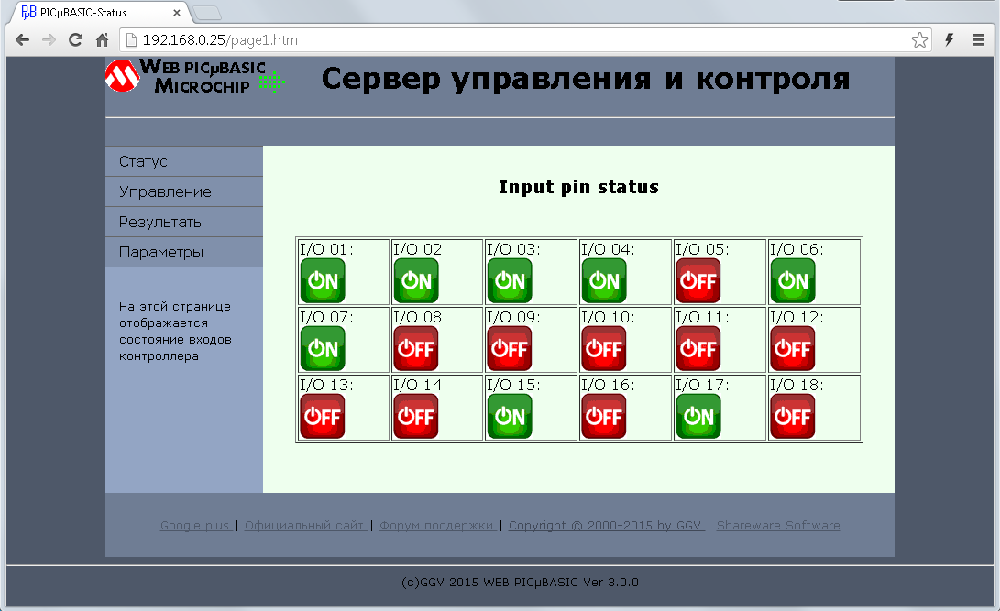 PICµBASIC-Status
192.168.0.25/page1.htm
WEB PICµBASIC
MICROCHIP
Сервер управления и контроля
Статус
Управление
Результаты
Параметры
На этой странице
отображается
состояние входов
контроллера
Input pin status
I/O 01: I/O 02: I/O 03: I/O 04: I/O 05: I/O 06:
ON ON ON ON OFF ON
I/O 07: I/O 08: I/O 09: I/O 10: I/O 11: I/O 12:
ON OFF OFF OFF OFF OFF
I/O 13: I/O 14: I/O 15: I/O 16: I/O 17: I/O 18:
OFF OFF ON OFF ON OFF
Google plus | Официальный сайт | Форум поодержки | Copyright © 2000-2015 by GGV | Shareware Software
(c)GGV 2015 WEB PICµBASIC Ver 3.0.0